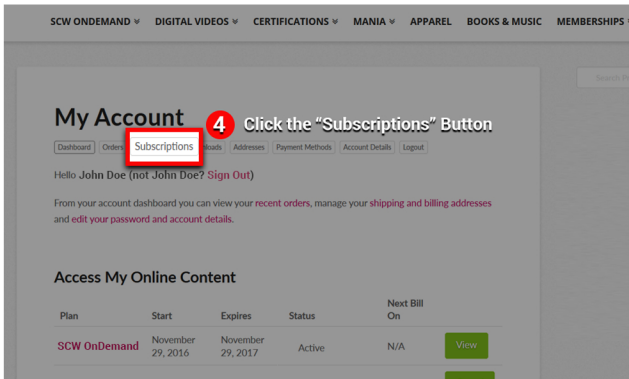 SCW ONDEMAND DIGITAL VIDEOS CERTIFICATIONS MANIA APPAREL BOOKS & MUSIC MEMBERSHIPS
Search
My Account
4 Click the “Subscriptions” Button
Dashboard Orders Subscriptions Addresses Payment Methods Account Details Logout
Hello John Doe (not John Doe? Sign Out)
From your account dashboard you can view your recent orders, manage your shipping and billing addresses
and edit your password and account details.
Access My Online Content
Plan Start Expires Status Next Bill On
SCW OnDemand November 29, 2016 November 29, 2017 Active N/A View